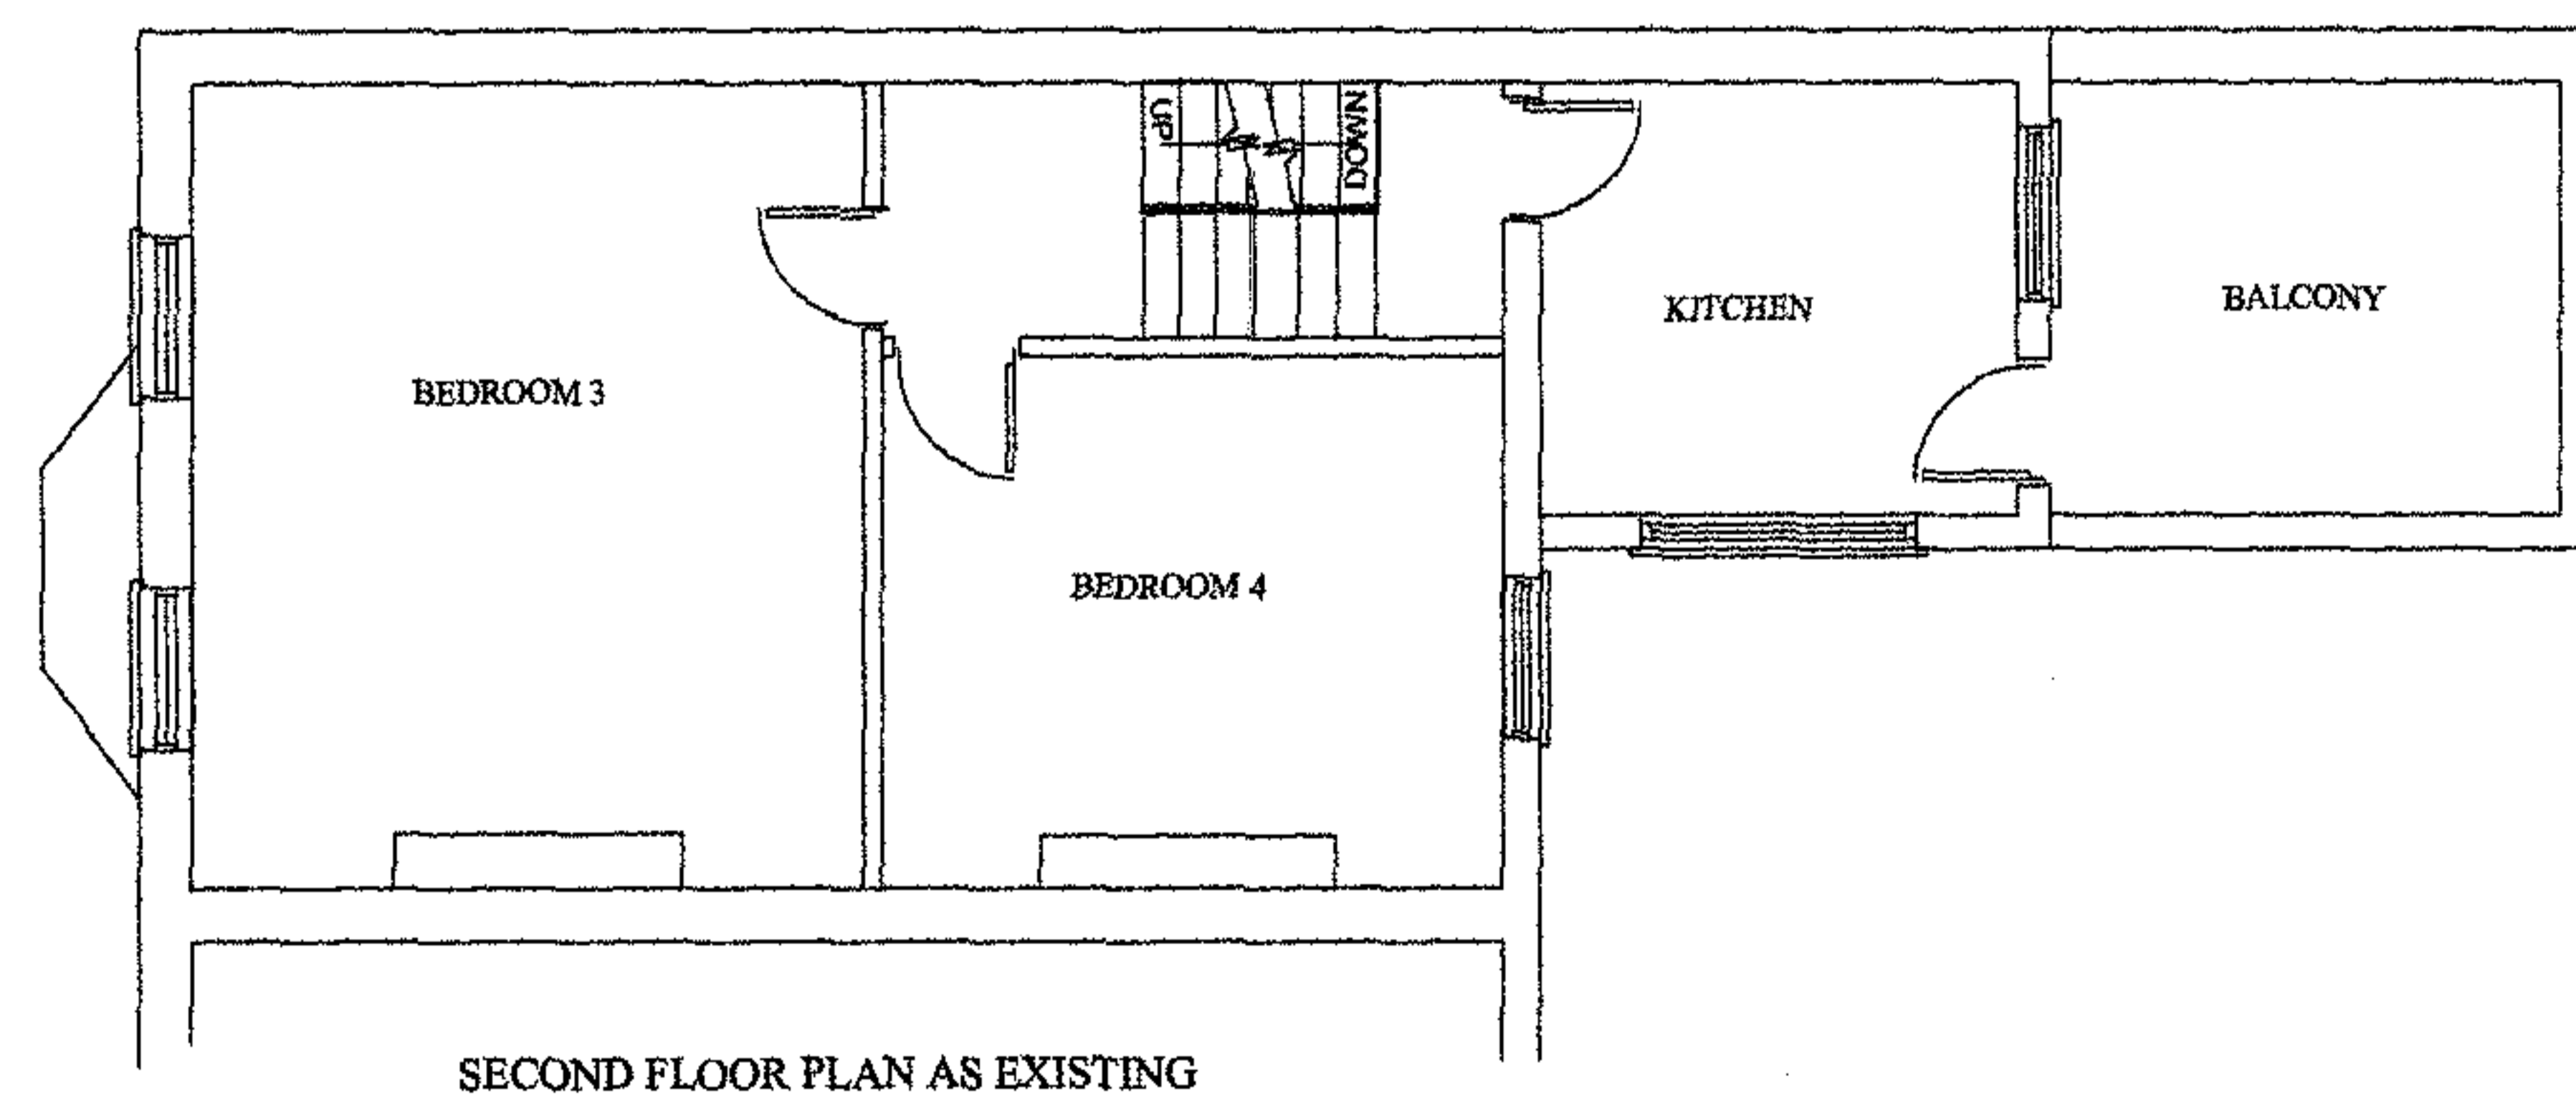 UP
DOWN
KITCHEN
BALCONY
BEDROOM 3
BEDROOM 4
SECOND FLOOR PLAN AS EXISTING